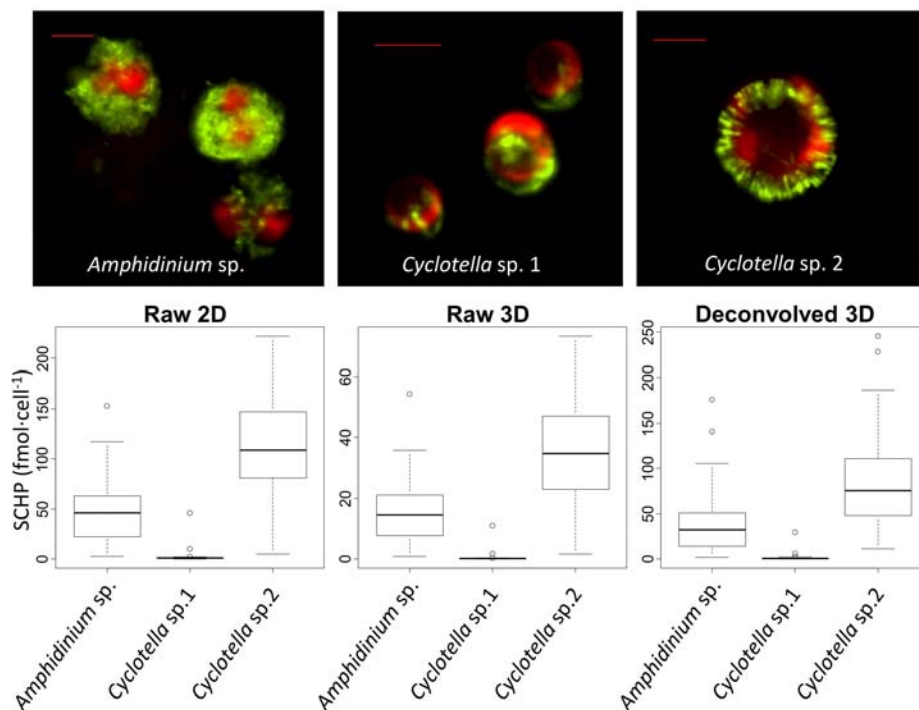 Amphidinium sp.
Cyclotella sp. 1
Cyclotella sp. 2
Raw 2D
Raw 3D
Deconvolved 3D
SCHP (fmol·cell-1)
0
50
100
150
200
0
20
40
60
0
50
100
150
200
250
Amphidinium sp.
Cyclotella sp.1
Cyclotella sp.2
Amphidinium sp.
Cyclotella sp.1
Cyclotella sp.2
Amphidinium sp.
Cyclotella sp.1
Cyclotella sp.2